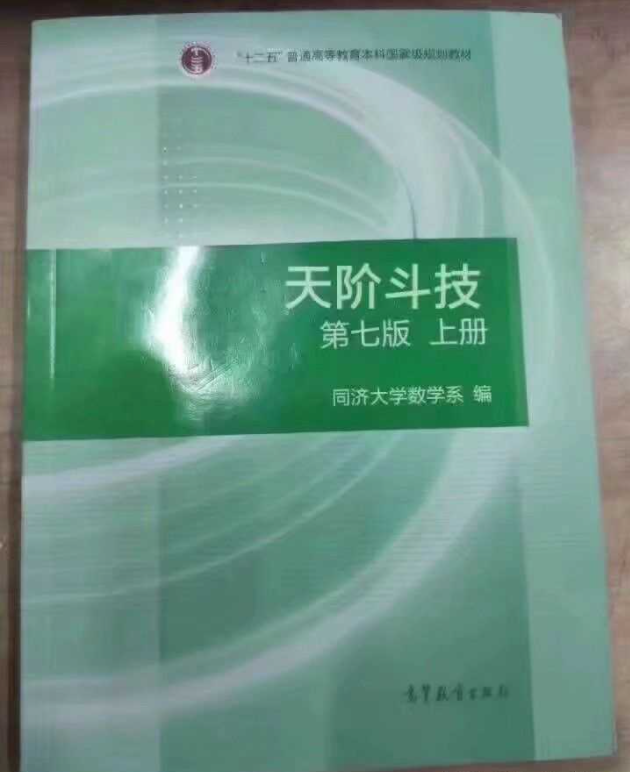 "十二五"普通高等教育本科国家级规划教材
天阶斗技
第七版 上册
同济大学数学系 编
高等教育出版社